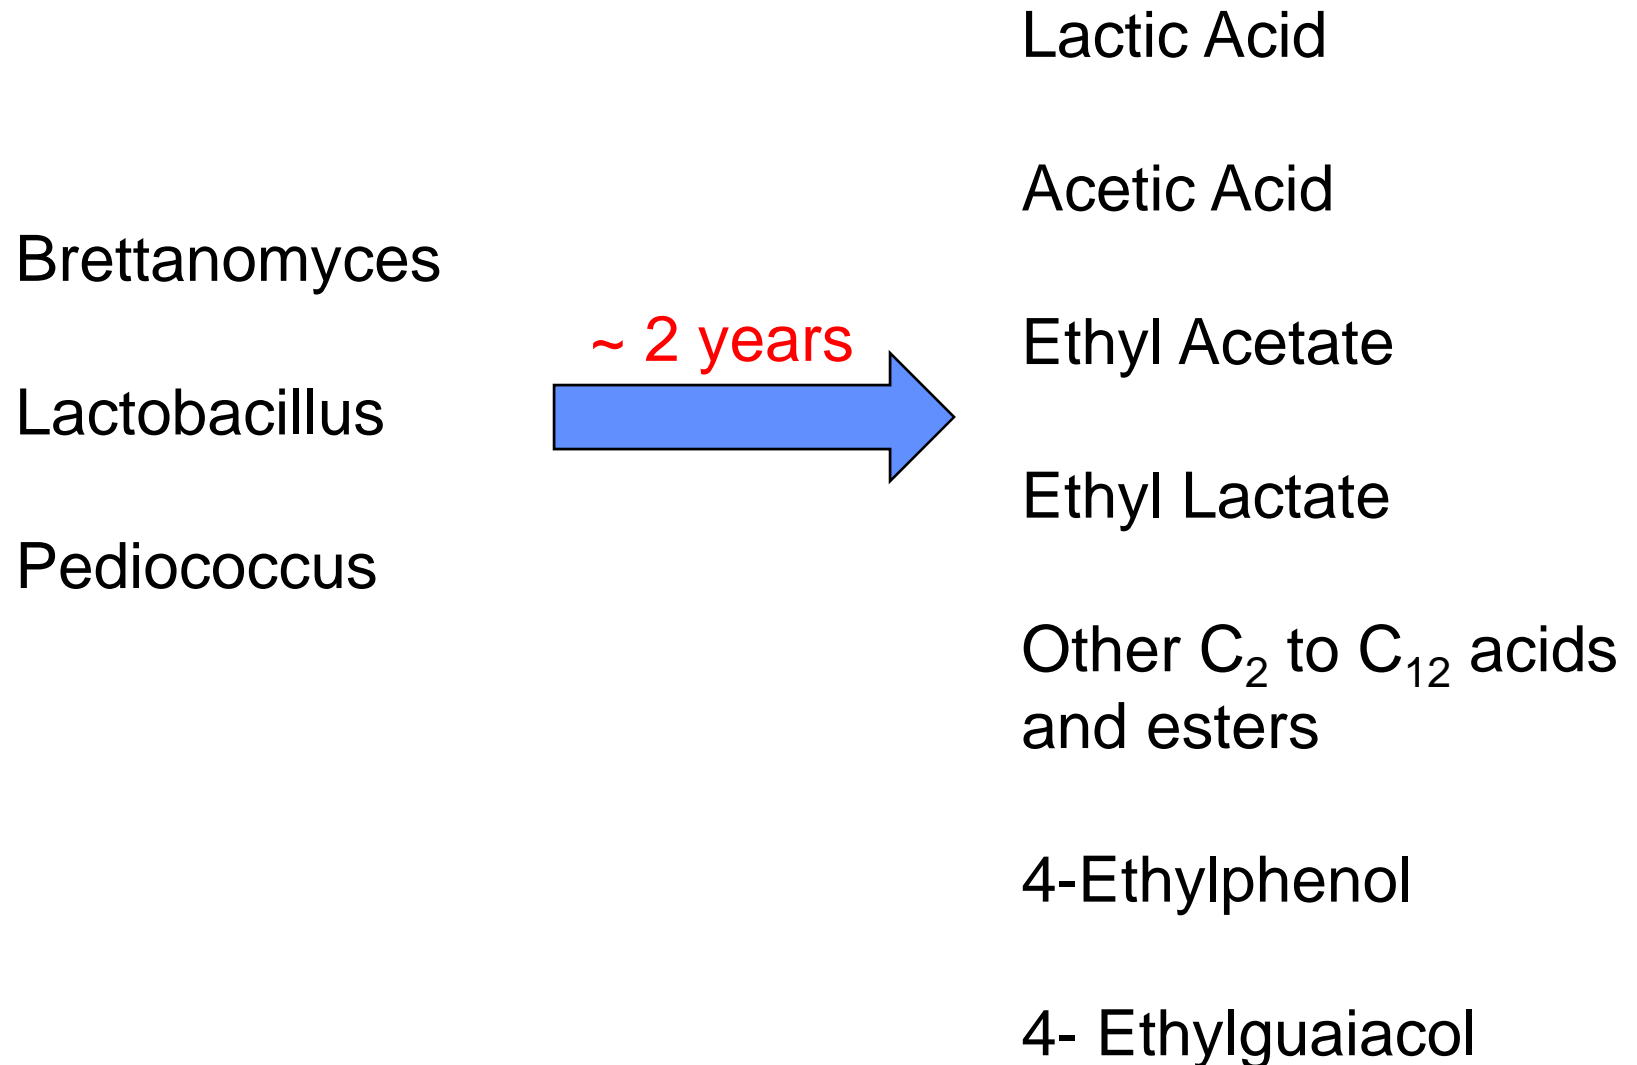 Brettanomyces
Lactobacillus
Pediococcus
~ 2 years
Lactic Acid
Acetic Acid
Ethyl Acetate
Ethyl Lactate
Other C₂ to C₁₂ acids
and esters
4-Ethylphenol
4- Ethylguaiacol